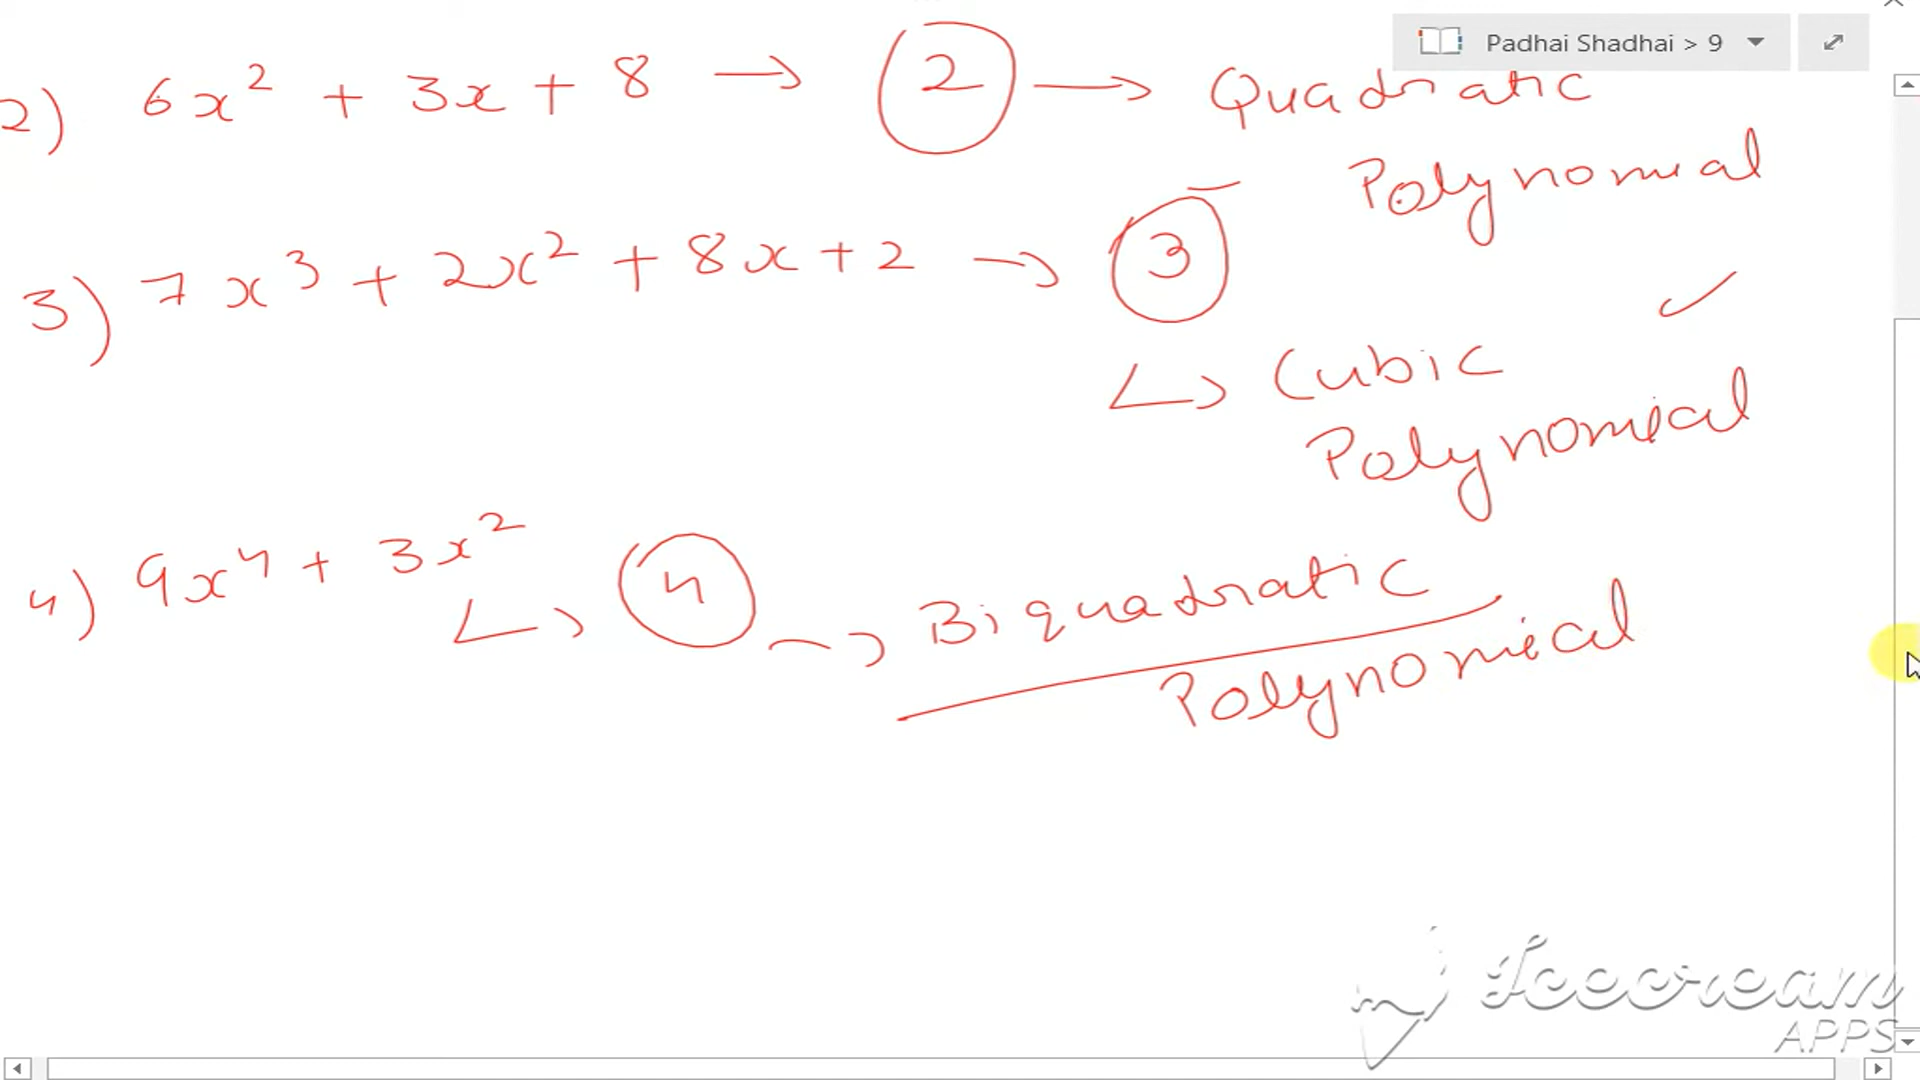 Padhai Shadhai > 9
2) 6x² + 3x + 8 → 2 → Quadratic
Polynomial
3) 7x³ + 2x² + 8x + 2 → 3
↳ Cubic
Polynomial
4) 9x⁴ + 3x²
↳ 4 → Biquadratic
Polynomial
Icecream
APPS